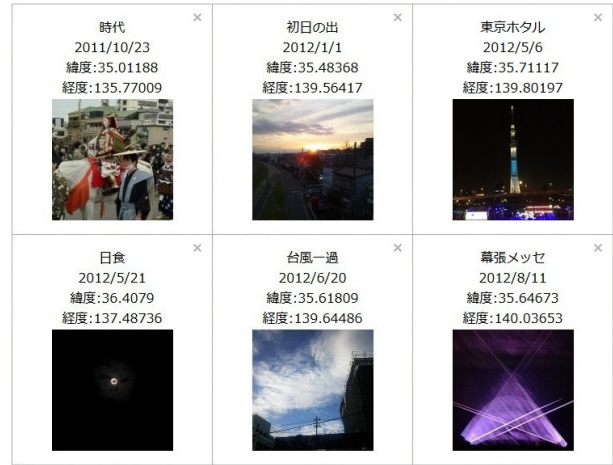 時代
2011/10/23
緯度:35.01188
経度:135.77009
初日の出
2012/1/1
緯度:35.48368
経度:139.56417
東京ホタル
2012/5/6
緯度:35.71117
経度:139.80197
日食
2012/5/21
緯度:36.4079
経度:137.48736
台風一過
2012/6/20
緯度:35.61809
経度:139.64486
幕張メッセ
2012/8/11
緯度:35.64673
経度:140.03653